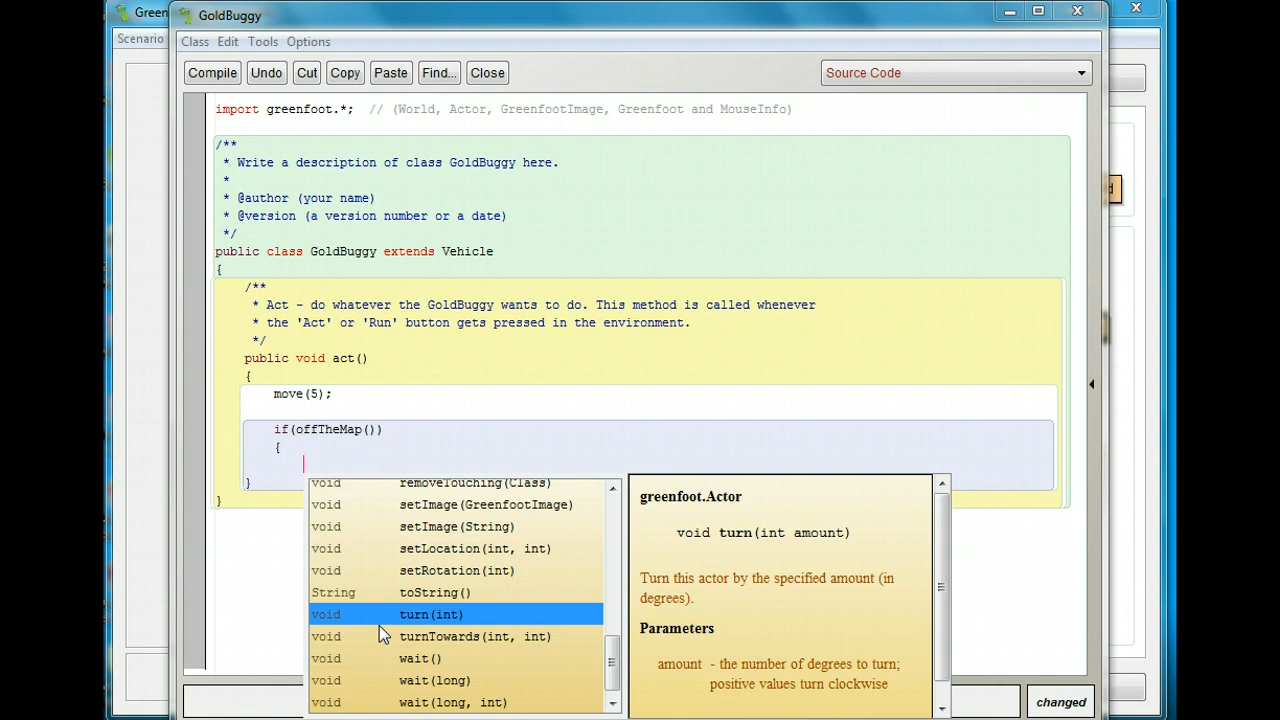 Green
GoldBuggy
Scenario
Class Edit Tools Options
Compile Undo Cut Copy Paste Find... Close Source Code
import greenfoot.*;  // (World, Actor, GreenfootImage, Greenfoot and MouseInfo)
/**
* Write a description of class GoldBuggy here.
*
* @author (your name)
* @version (a version number or a date)
*/
public class GoldBuggy extends Vehicle
{
/**
* Act - do whatever the GoldBuggy wants to do. This method is called whenever
* the 'Act' or 'Run' button gets pressed in the environment.
*/
public void act()
{
move(5);
if(offTheMap())
{
}
}
void removeTouching(Class)
void setImage(GreenfootImage)
void setImage(String)
void setLocation(int, int)
void setRotation(int)
String toString()
void turn(int)
void turnTowards(int, int)
void wait()
void wait(long)
void wait(long, int)
greenfoot.Actor
void turn(int amount)
Turn this actor by the specified amount (in
degrees).
Parameters
amount - the number of degrees to turn;
positive values turn clockwise
changed